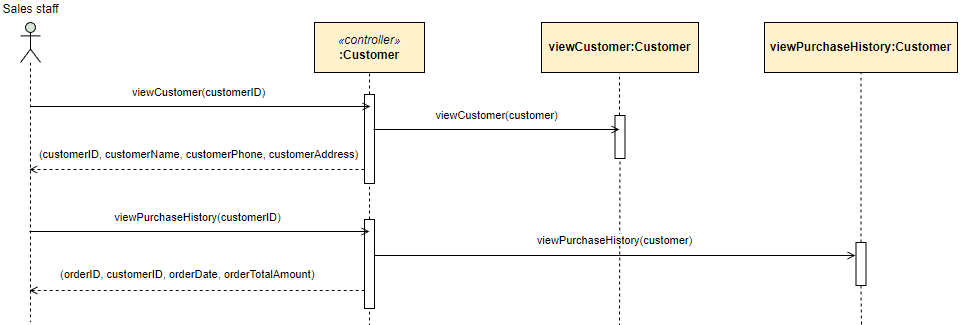 Sales staff
«controller»
:Customer
viewCustomer:Customer
viewPurchaseHistory:Customer
viewCustomer(customerID)
viewCustomer(customer)
(customerID, customerName, customerPhone, customerAddress)
viewPurchaseHistory(customerID)
viewPurchaseHistory(customer)
(orderID, customerID, orderDate, orderTotalAmount)